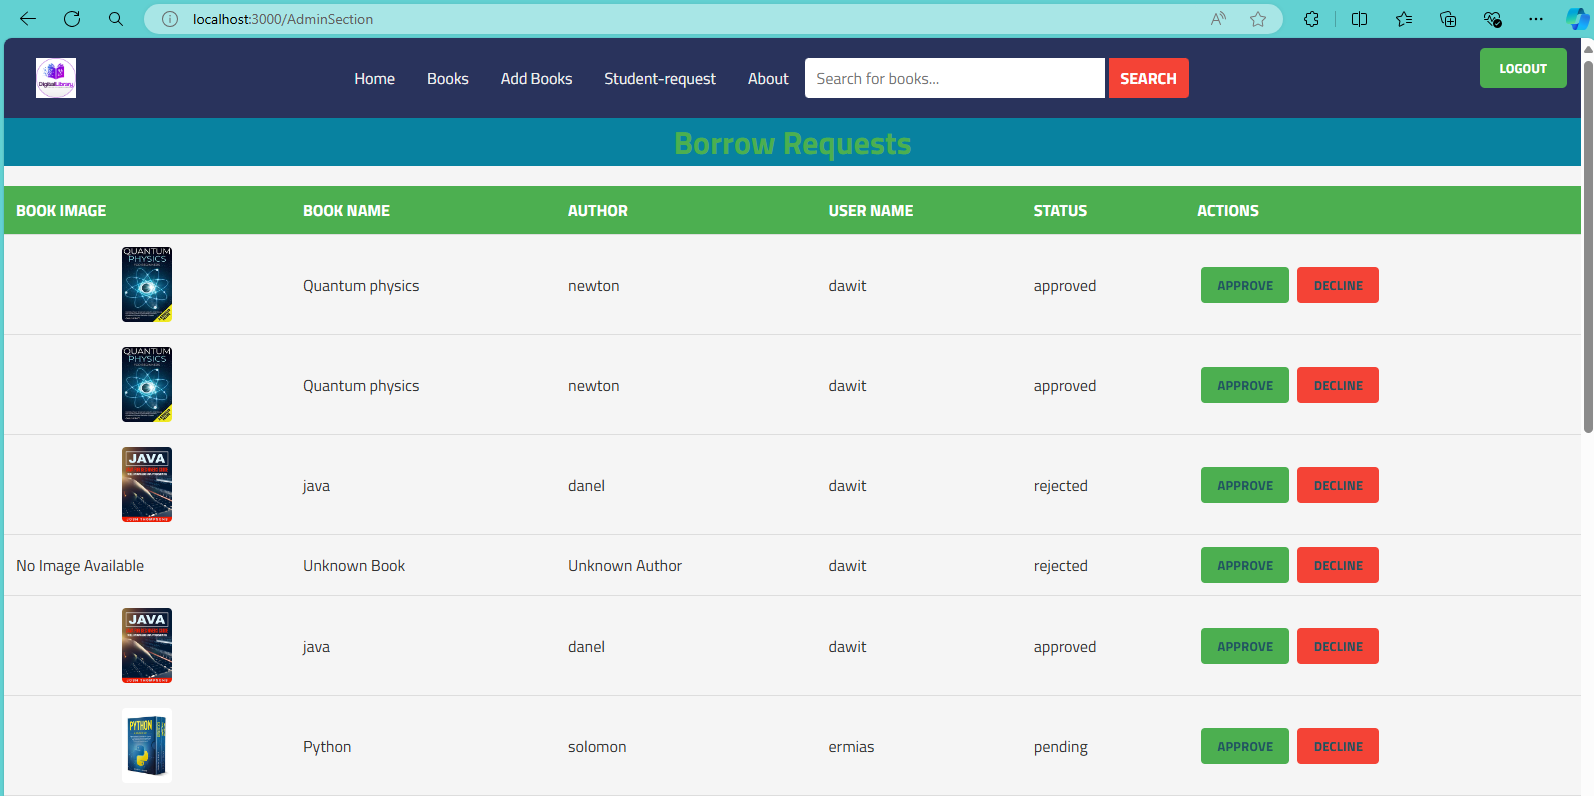 localhost:3000/AdminSection
DigitalLibrary
Home Books Add Books Student-request About Search for books... SEARCH LOGOUT
Borrow Requests
BOOK IMAGE BOOK NAME AUTHOR USER NAME STATUS ACTIONS
QUANTUM
PHYSICS
Quantum physics newton dawit approved APPROVE DECLINE
QUANTUM
PHYSICS
Quantum physics newton dawit approved APPROVE DECLINE
JAVA
java danel dawit rejected APPROVE DECLINE
JOSH THOMPSONS
No Image Available Unknown Book Unknown Author dawit rejected APPROVE DECLINE
JAVA
java danel dawit approved APPROVE DECLINE
JOSH THOMPSONS
PYTHON
Python solomon ermias pending APPROVE DECLINE